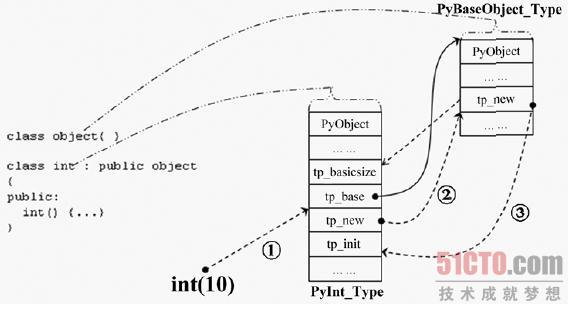 PyBaseObject_Type
PyObject
... ...
tp_new
... ...
class object( )
class int : public object
{
public:
int() {...}
}
PyObject
... ...
tp_basicsize
tp_base
tp_new
tp_init
... ...
PyInt_Type
①
②
③
int(10)
51CTO.com
技术成就梦想